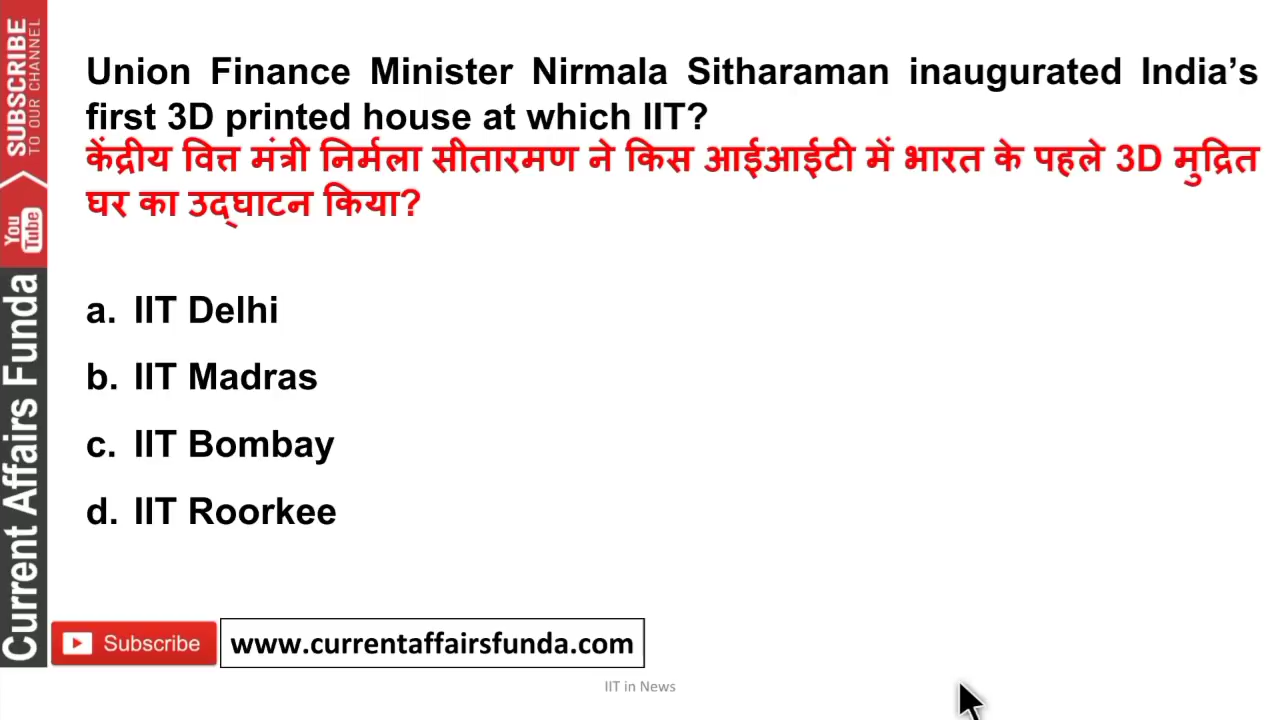 Union Finance Minister Nirmala Sitharaman inaugurated India’s
first 3D printed house at which IIT?
केंद्रीय वित्त मंत्री निर्मला सीतारमण ने किस आईआईटी में भारत के पहले 3D मुद्रित
घर का उद्घाटन किया?
a. IIT Delhi
b. IIT Madras
c. IIT Bombay
d. IIT Roorkee
SUBSCRIBE
TO OUR CHANNEL
You
Tube
Current Affairs Funda
Subscribe
www.currentaffairsfunda.com
IIT in News